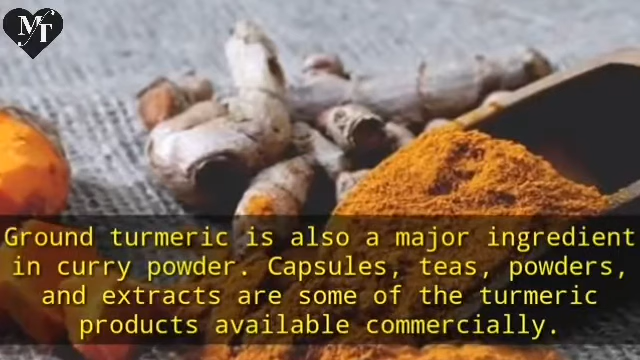 MT
Ground turmeric is also a major ingredient
in curry powder. Capsules, teas, powders,
and extracts are some of the turmeric
products available commercially.